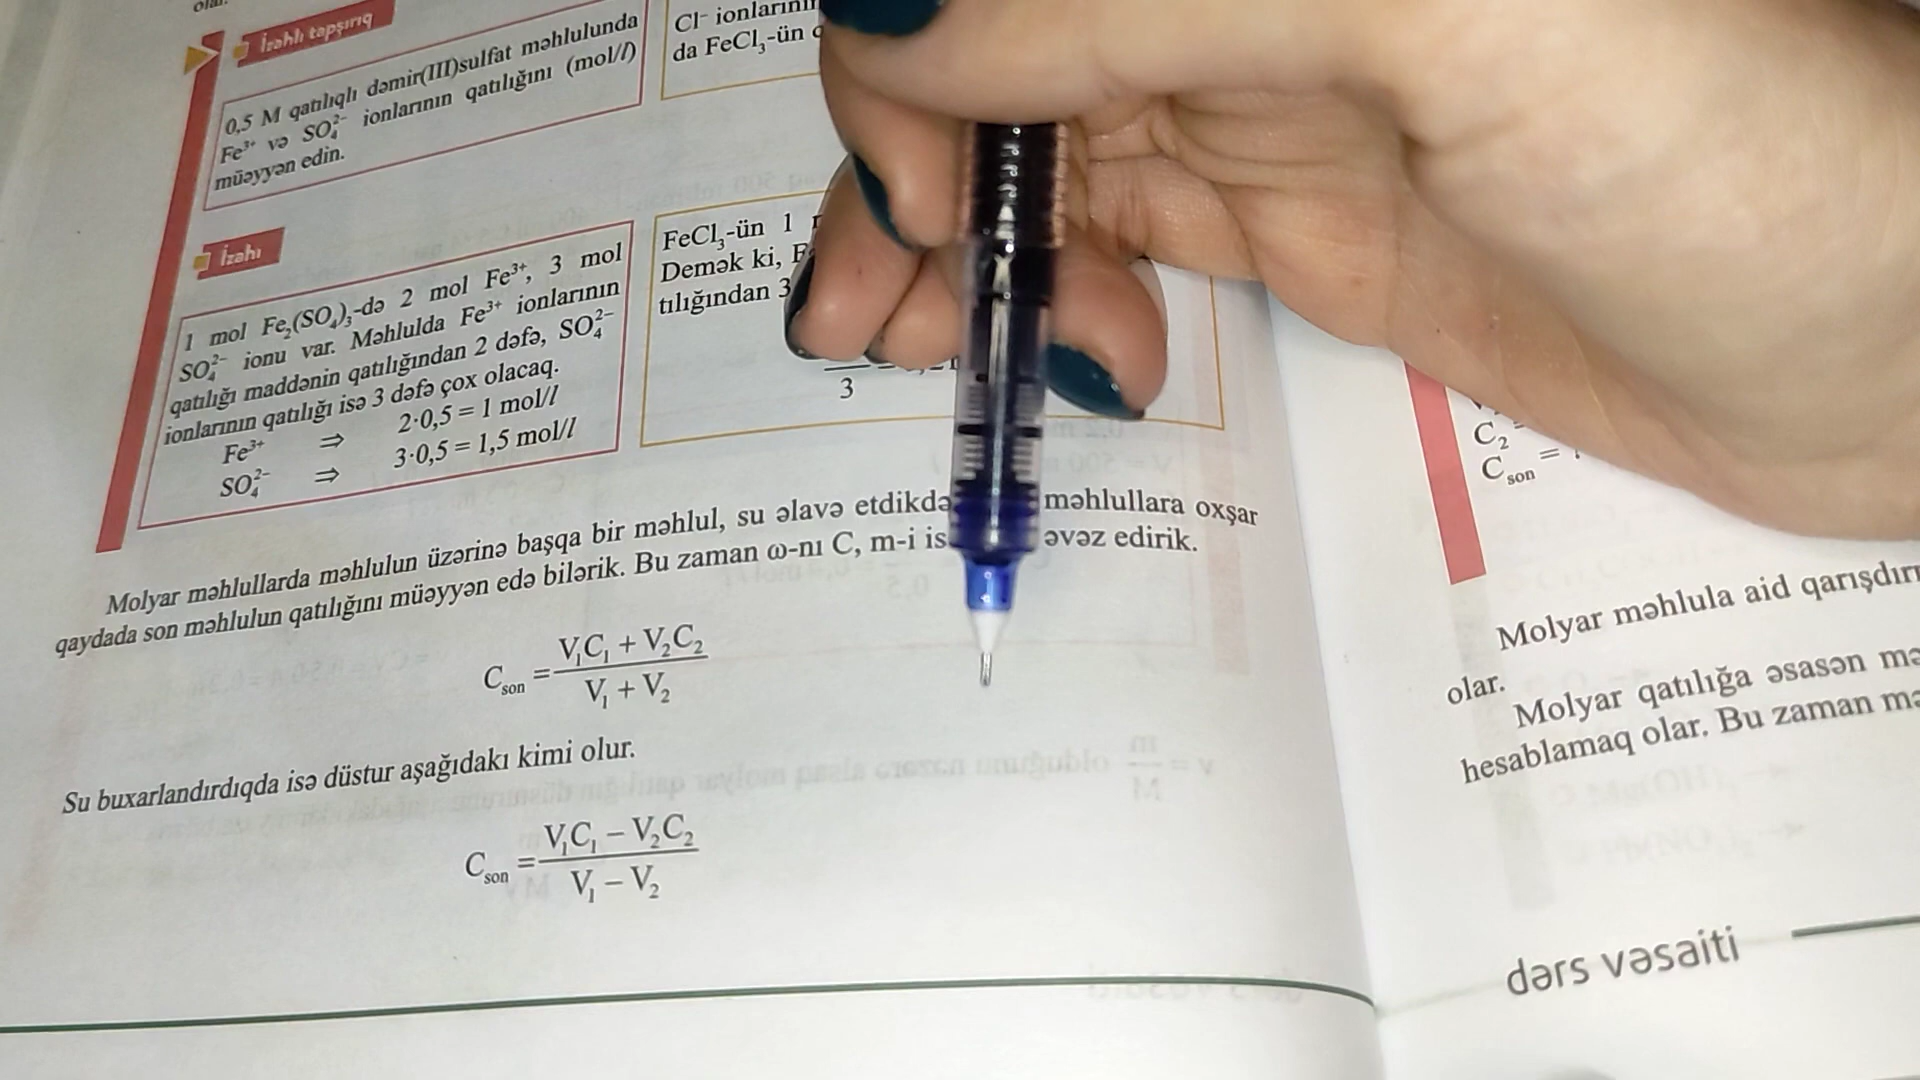 olar.
İzahlı tapşırıq
0,5 M qatılıqlı dəmir(III)sulfat məhlulunda
Fe³⁺ və SO₄²⁻ ionlarının qatılığını (mol/l)
müəyyən edin.
Cl⁻ ionlarının
da FeCl₃-ün
İzahı
1 mol Fe₂(SO₄)₃-də 2 mol Fe³⁺, 3 mol
SO₄²⁻ ionu var. Məhlulda Fe³⁺ ionlarının
qatılığı maddənin qatılığından 2 dəfə, SO₄²⁻
ionlarının qatılığı isə 3 dəfə çox olacaq.
Fe³⁺ ⇒ 2·0,5 = 1 mol/l
SO₄²⁻ ⇒ 3·0,5 = 1,5 mol/l
FeCl₃-ün 1
Demək ki,
tılığından 3
3
Molyar məhlullarda məhlulun üzərinə başqa bir məhlul, su əlavə etdikdə məhlullara oxşar
qaydada son məhlulun qatılığını müəyyən edə bilərik. Bu zaman ω-nı C, m-i əvəz edirik.
C_son = (V₁C₁ + V₂C₂) / (V₁ + V₂)
Su buxarlandırdıqda isə düstur aşağıdakı kimi olur.
C_son = (V₁C₁ – V₂C₂) / (V₁ – V₂)
C₂ =
C_son = ?
Molyar məhlula aid
olar.
Molyar qatılığa əsasən
hesablamaq olar. Bu zaman
dərs vəsaiti